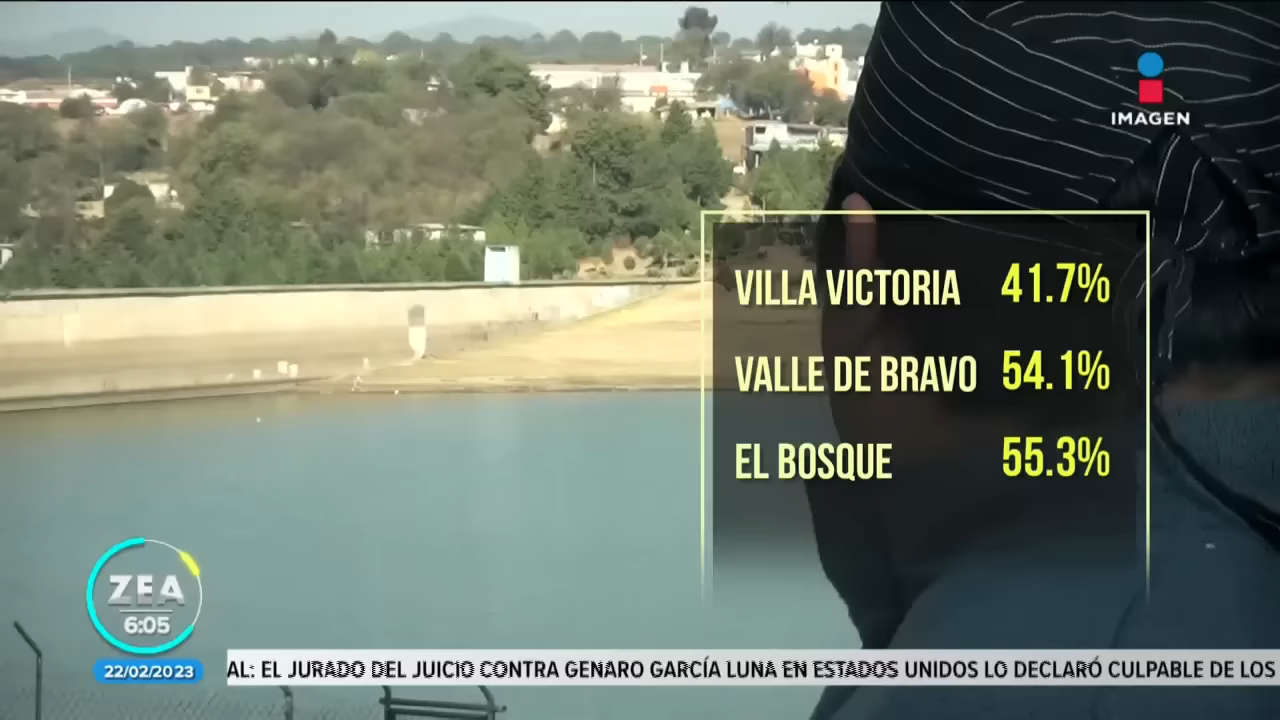 IMAGEN
VILLA VICTORIA 41.7%
VALLE DE BRAVO 54.1%
EL BOSQUE 55.3%
ZEA
6:05
22/02/2023
AL: EL JURADO DEL JUICIO CONTRA GENARO GARCÍA LUNA EN ESTADOS UNIDOS LO DECLARÓ CULPABLE DE LOS